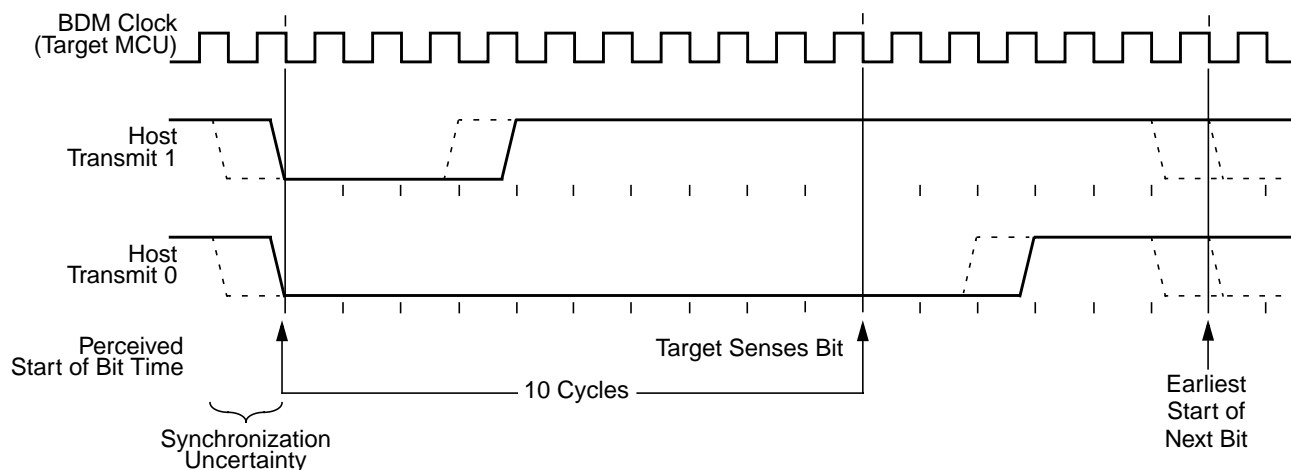 BDM Clock
(Target MCU)
Host
Transmit 1
Host
Transmit 0
Perceived
Start of Bit Time
Target Senses Bit
10 Cycles
Synchronization
Uncertainty
Earliest
Start of
Next Bit